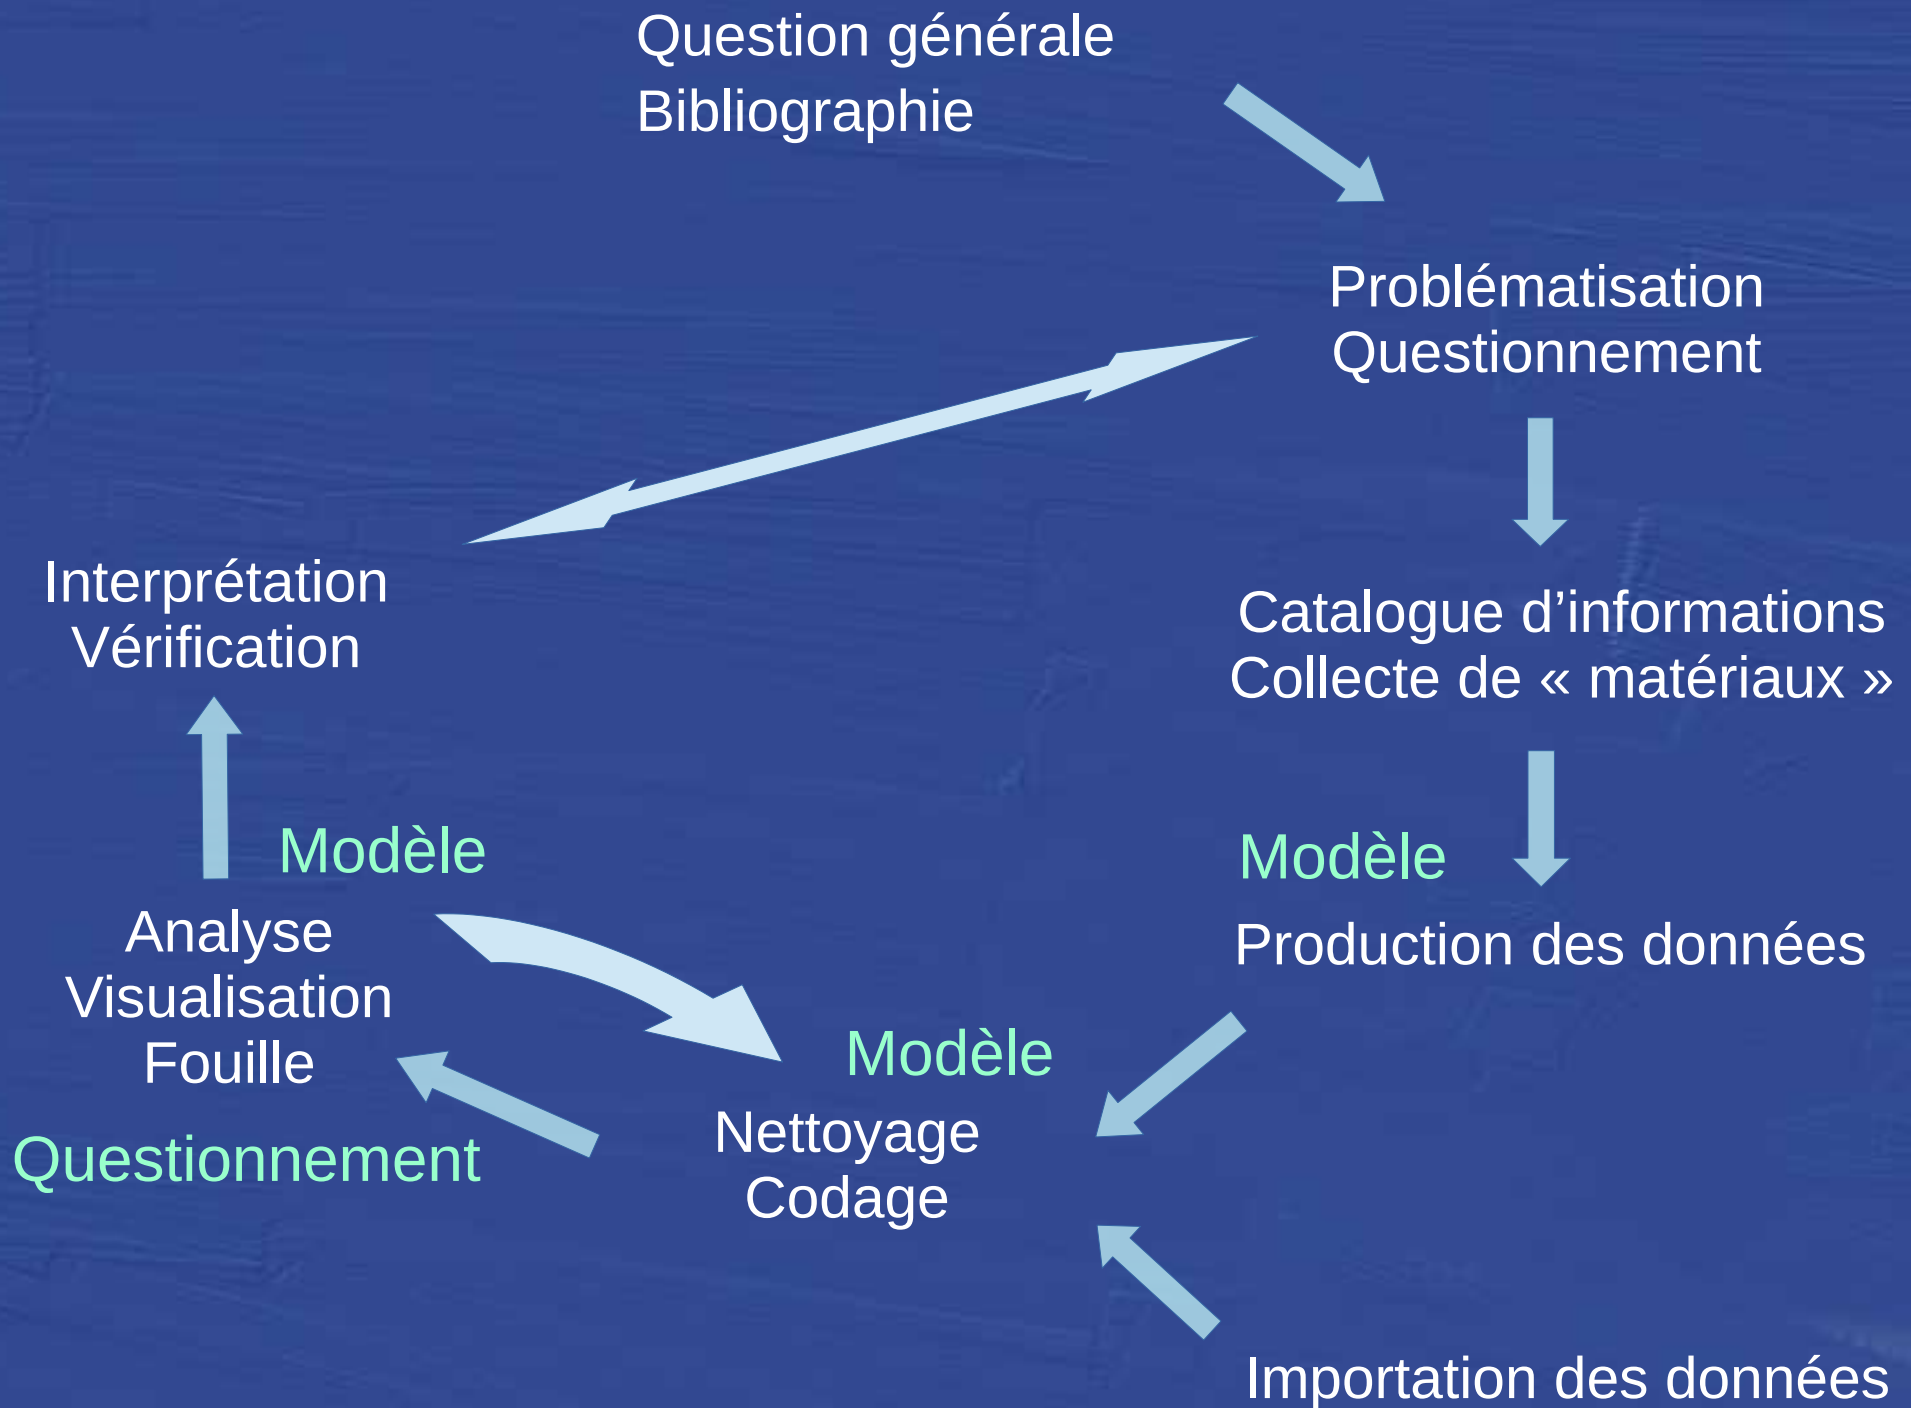 Question générale
Bibliographie
Problématisation
Questionnement
Interprétation
Vérification
Catalogue d’informations
Collecte de « matériaux »
Modèle
Modèle
Analyse
Visualisation
Fouille
Production des données
Modèle
Questionnement
Nettoyage
Codage
Importation des données